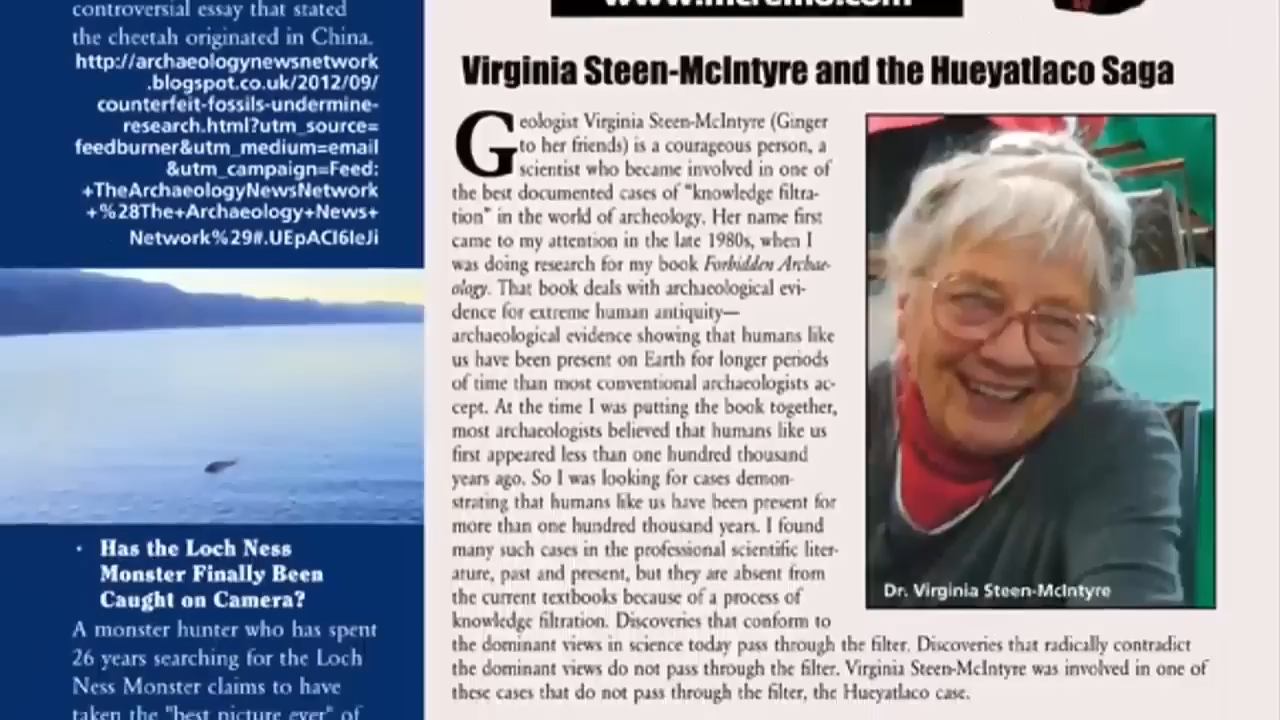 controversial essay that stated
the cheetah originated in China.
http://archaeologynewsnetwork
.blogspot.co.uk/2012/09/
counterfeit-fossils-undermine-
research.html?utm_source=
feedburner&utm_medium=email
&utm_campaign=Feed:
+TheArchaeologyNewsNetwork
+%28The+Archaeology+News+
Network%29#.UEpACl6IeJi
• Has the Loch Ness
Monster Finally Been
Caught on Camera?
A monster hunter who has spent
26 years searching for the Loch
Ness Monster claims to have
taken the "best picture ever" of
www.mcremo.com
Virginia Steen-McIntyre and the Hueyatlaco Saga
Geologist Virginia Steen-McIntyre (Ginger
to her friends) is a courageous person, a
scientist who became involved in one of
the best documented cases of "knowledge filtra-
tion" in the world of archeology. Her name first
came to my attention in the late 1980s, when I
was doing research for my book Forbidden Archae-
ology. That book deals with archaeological evi-
dence for extreme human antiquity—
archaeological evidence showing that humans like
us have been present on Earth for longer periods
of time than most conventional archaeologists ac-
cept. At the time I was putting the book together,
most archaeologists believed that humans like us
first appeared less than one hundred thousand
years ago. So I was looking for cases demon-
strating that humans like us have been present for
more than one hundred thousand years. I found
many such cases in the professional scientific liter-
ature, past and present, but they are absent from
the current textbooks because of a process of
knowledge filtration. Discoveries that conform to
the dominant views in science today pass through the filter. Discoveries that radically contradict
the dominant views do not pass through the filter. Virginia Steen-McIntyre was involved in one of
these cases that do not pass through the filter, the Hueyatlaco case.
Dr. Virginia Steen-McIntyre